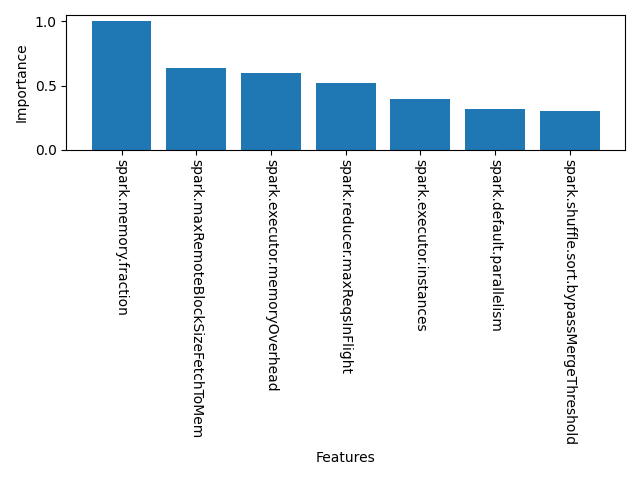 Importance
1.0
0.5
0.0
spark.memory.fraction
spark.maxRemoteBlockSizeFetchToMem
spark.executor.memoryOverhead
spark.reducer.maxReqsInFlight
spark.executor.instances
spark.default.parallelism
spark.shuffle.sort.bypassMergeThreshold
Features